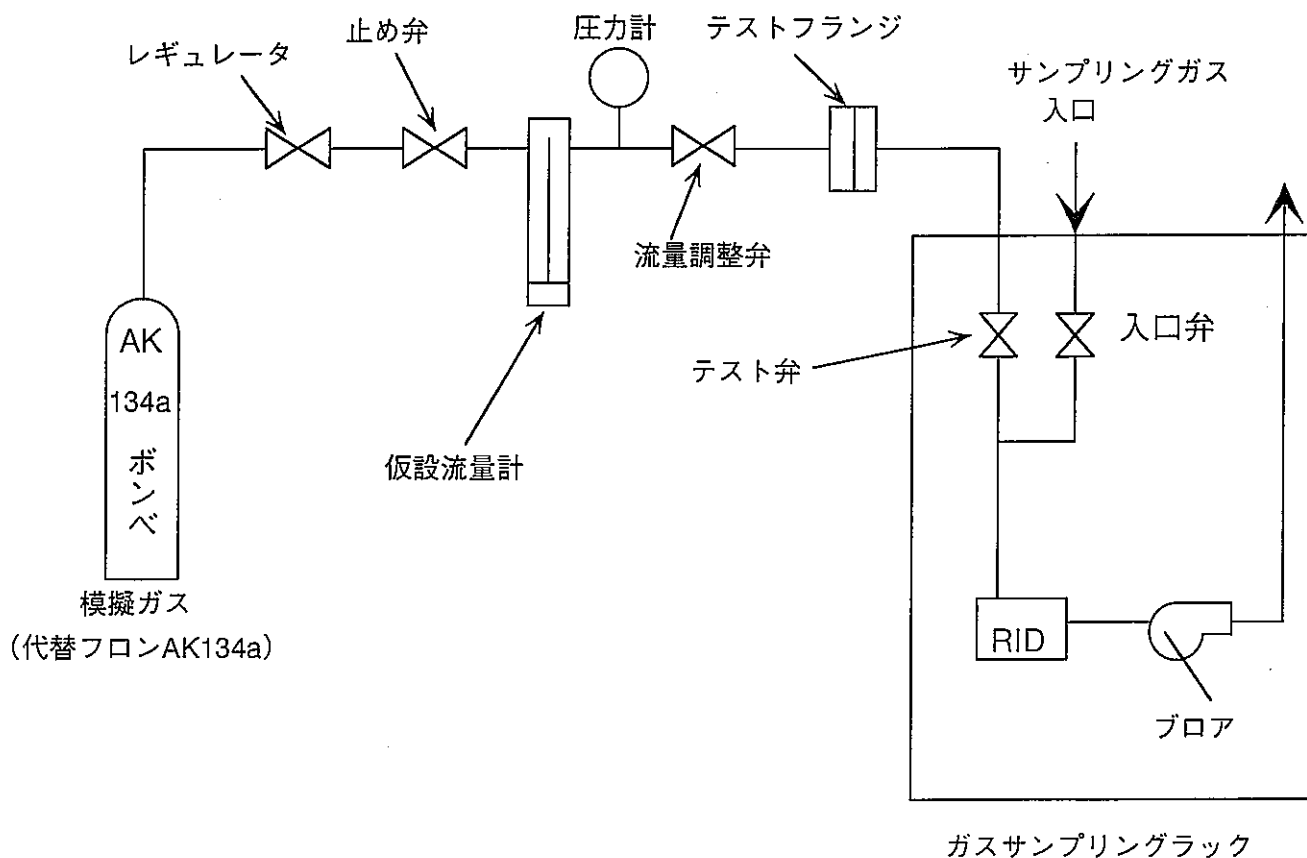 レギュレータ
止め弁
圧力計
テストフランジ
サンプリングガス
入口
流量調整弁
テスト弁
入口弁
仮設流量計
AK
134a
ボンベ
模擬ガス
(代替フロンAK134a)
RID
ブロア
ガスサンプリングラック